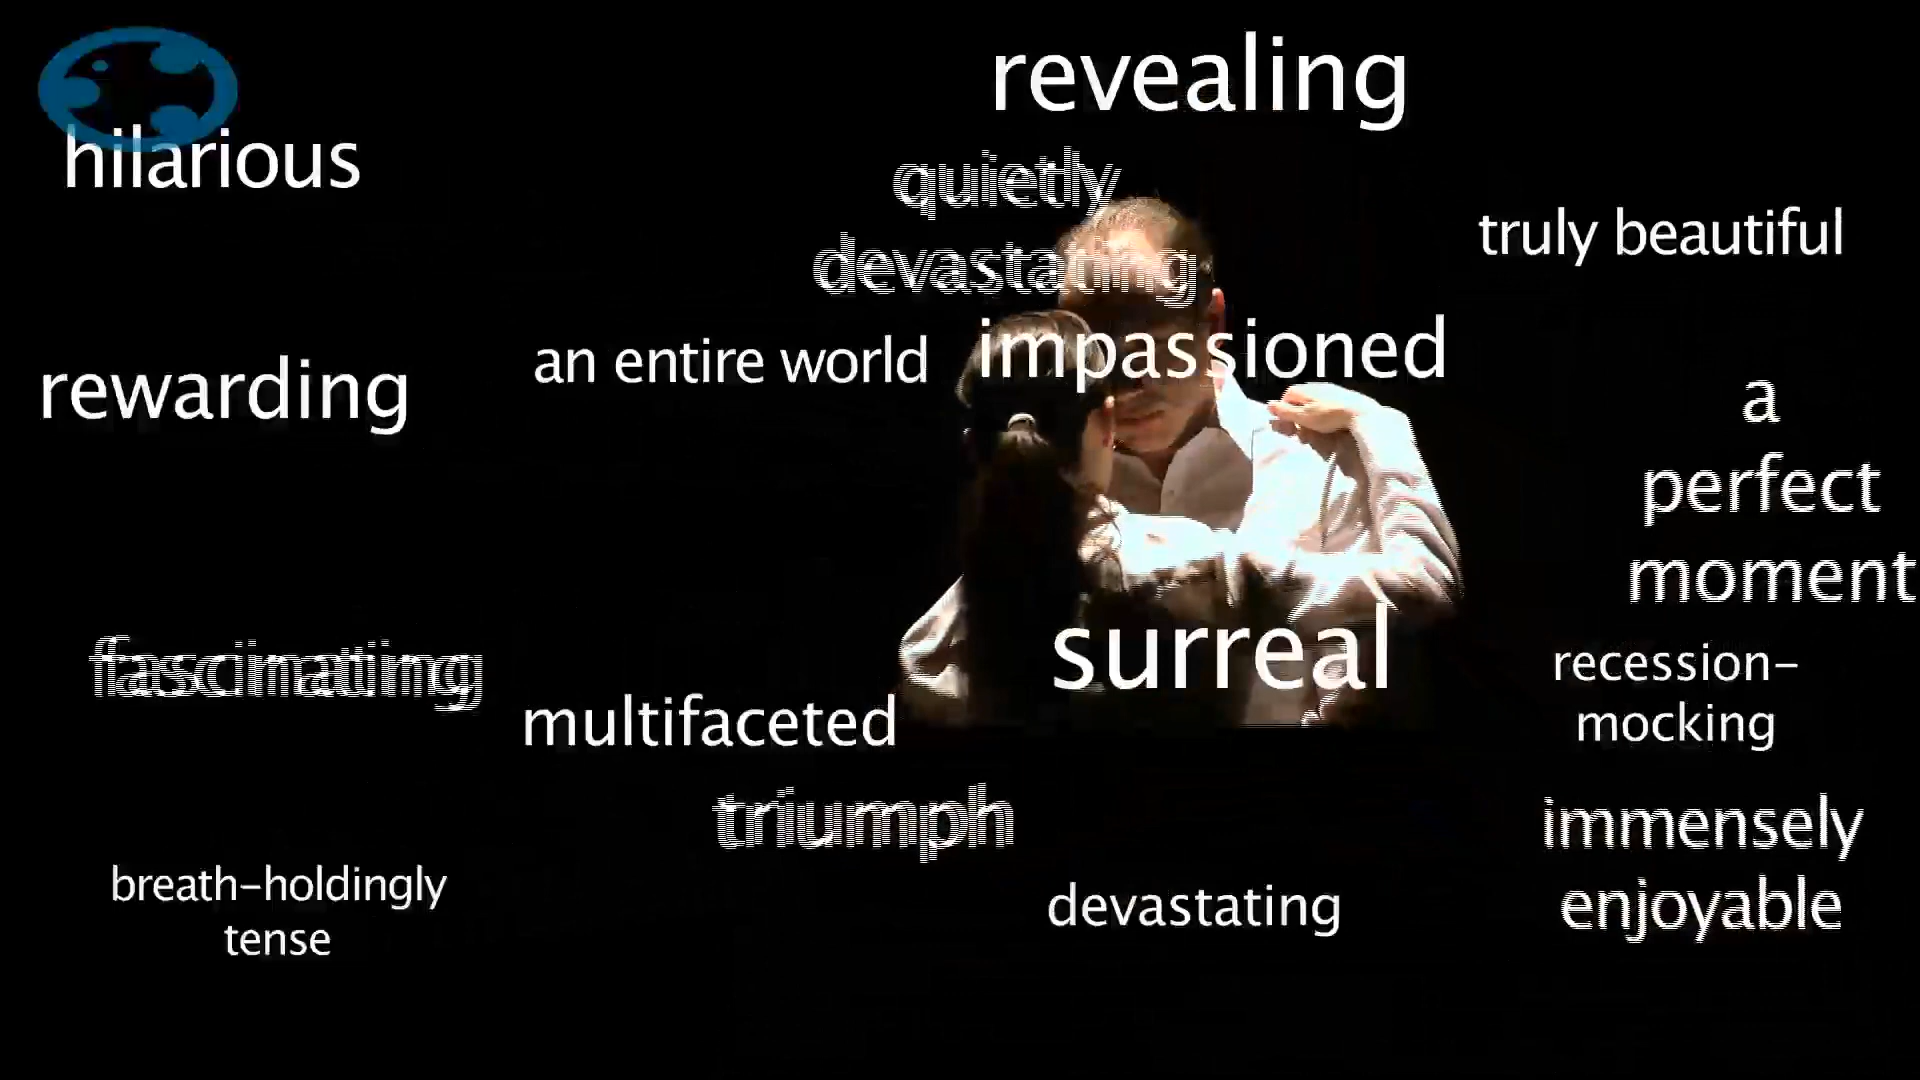 revealing
hilarious
quietly
devastating
truly beautiful
impassioned
an entire world
rewarding
a
perfect
moment
surreal
fascinating
recession-
mocking
multifaceted
triumph
immensely
enjoyable
breath-holdingly
tense
devastating